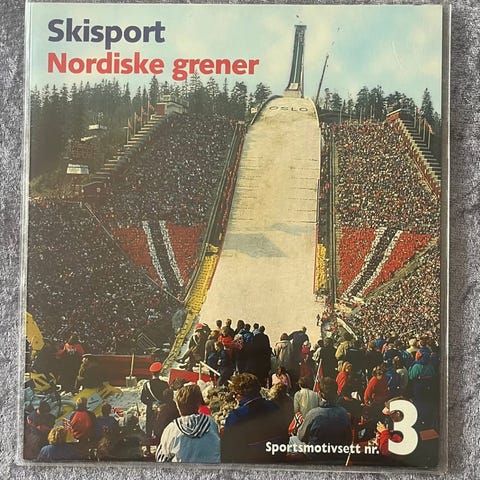 Skisport
Nordiske grener
OSLO
Sportsmotivsett nr. 3